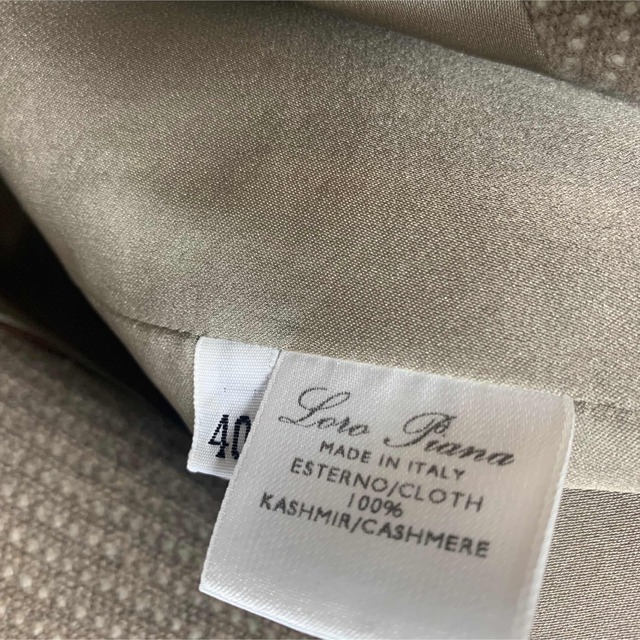 40
Loro Piana
MADE IN ITALY
ESTERNO/CLOTH
100%
KASHMIR/CASHMERE